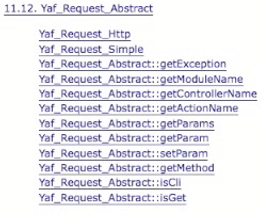 11.12. Yaf_Request_Abstract
Yaf_Request_Http
Yaf_Request_Simple
Yaf_Request_Abstract::getException
Yaf_Request_Abstract::getModuleName
Yaf_Request_Abstract::getControllerName
Yaf_Request_Abstract::getActionName
Yaf_Request_Abstract::getParams
Yaf_Request_Abstract::getParam
Yaf_Request_Abstract::setParam
Yaf_Request_Abstract::getMethod
Yaf_Request_Abstract::isCli
Yaf_Request_Abstract::isGet